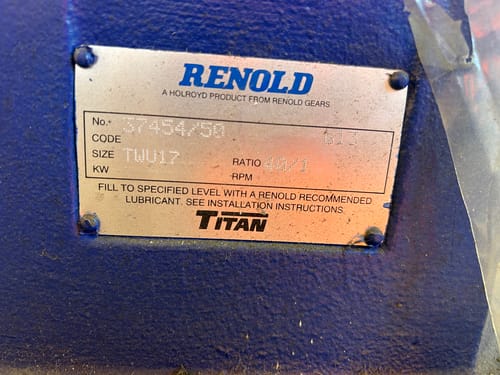 RENOLD
A HOLROYD PRODUCT FROM RENOLD GEARS
No. 37454/50
CODE
SIZE TWU17 RATIO
KW RPM
FILL TO SPECIFIED LEVEL WITH A RENOLD RECOMMENDED
LUBRICANT. SEE INSTALLATION INSTRUCTIONS.
TITAN